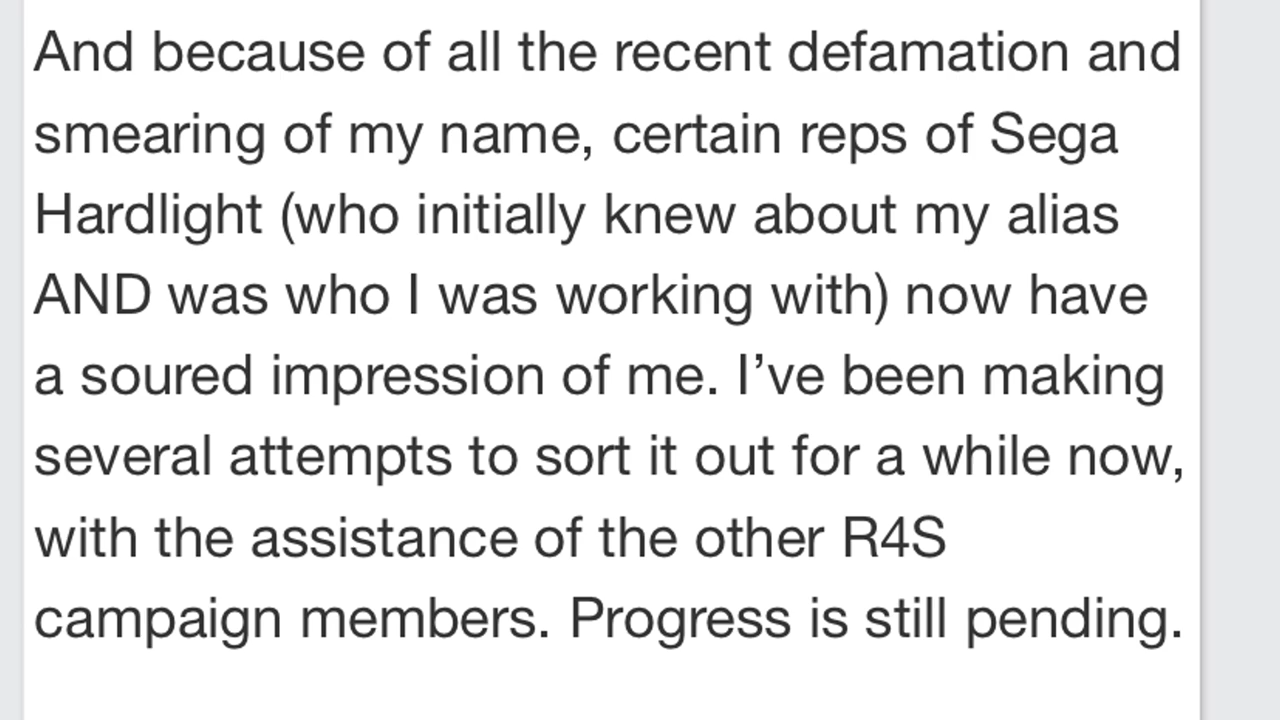 And because of all the recent defamation and
smearing of my name, certain reps of Sega
Hardlight (who initially knew about my alias
AND was who I was working with) now have
a soured impression of me. I’ve been making
several attempts to sort it out for a while now,
with the assistance of the other R4S
campaign members. Progress is still pending.